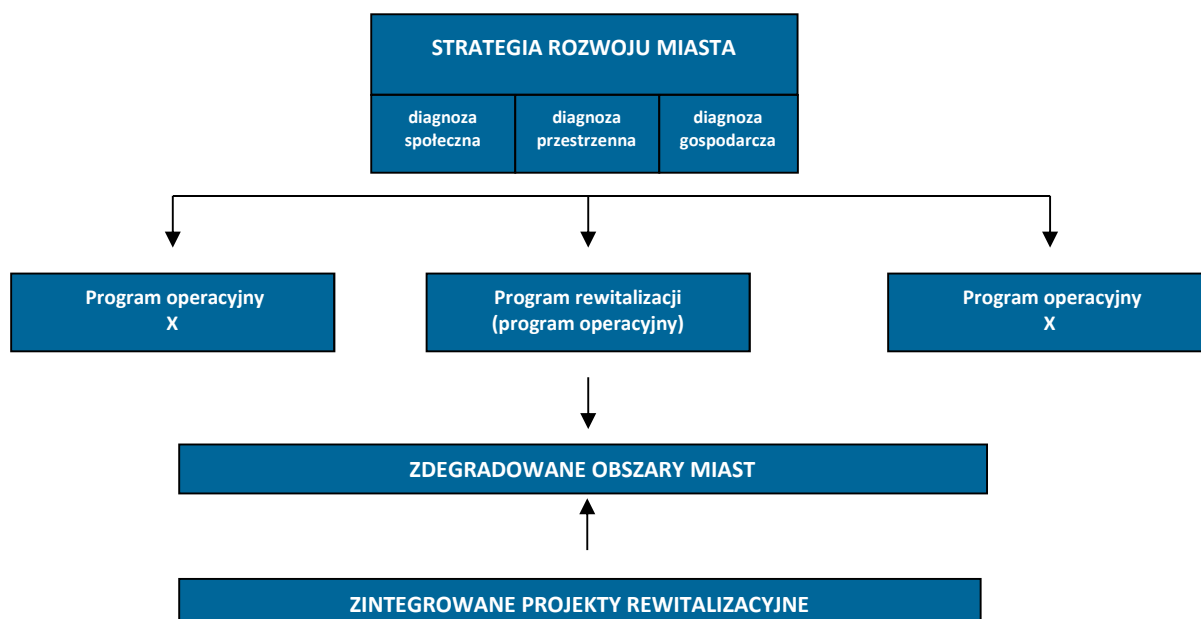 STRATEGIA ROZWOJU MIASTA
diagnoza
społeczna
diagnoza
przestrzenna
diagnoza
gospodarcza
Program operacyjny
X
Program rewitalizacji
(program operacyjny)
Program operacyjny
X
ZDEGRADOWANE OBSZARY MIAST
ZINTEGROWANE PROJEKTY REWITALIZACYJNE